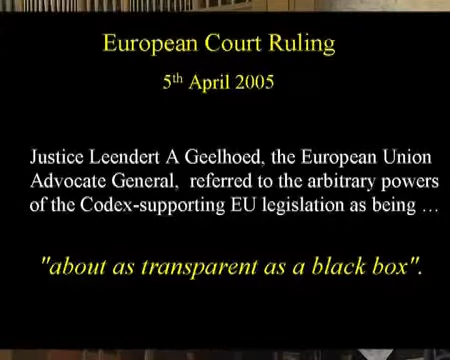 European Court Ruling
5th April 2005
Justice Leendert A Geelhoed, the European Union
Advocate General, referred to the arbitrary powers
of the Codex-supporting EU legislation as being …
"about as transparent as a black box".